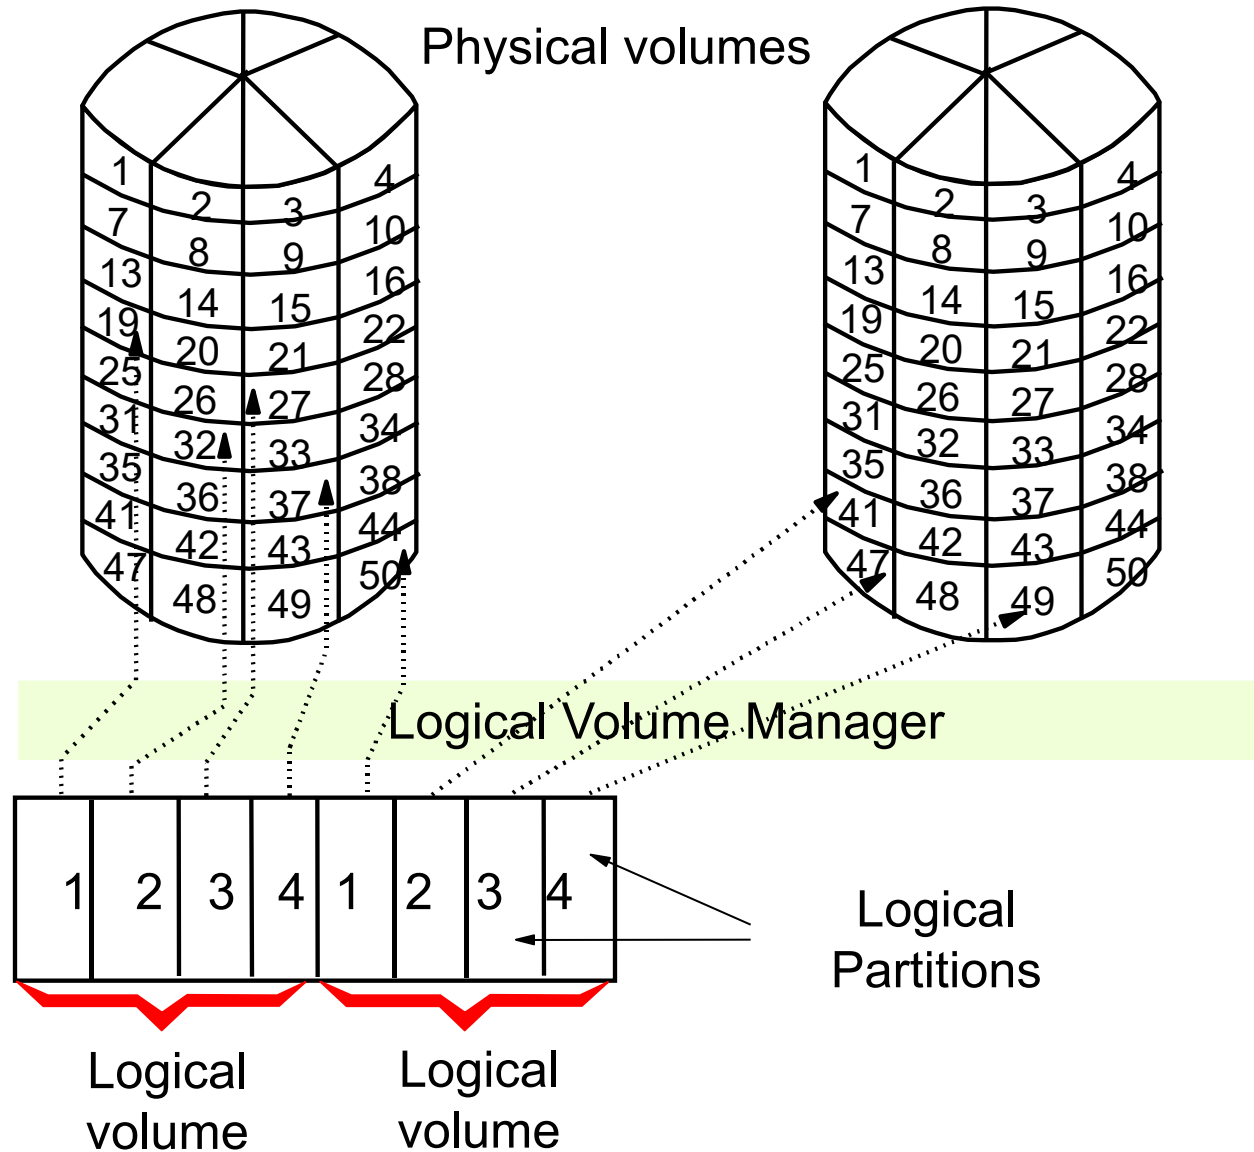 Physical volumes
1 2 3 4
7 8 9 10
13 14 15 16
19 20 21 22
25 26 27 28
31 32 33 34
35 36 37 38
41 42 43 44
47 48 49 50
1 2 3 4
7 8 9 10
13 14 15 16
19 20 21 22
25 26 27 28
31 32 33 34
35 36 37 38
41 42 43 44
47 48 49 50
Logical Volume Manager
1 2 3 4 1 2 3 4
Logical
Partitions
Logical
volume
Logical
volume